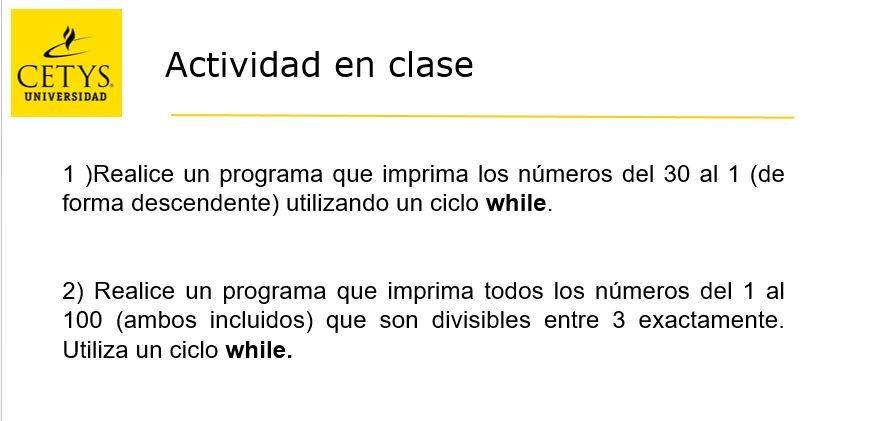 CETYS
UNIVERSIDAD
Actividad en clase
1 )Realice un programa que imprima los números del 30 al 1 (de
forma descendente) utilizando un ciclo while.
2) Realice un programa que imprima todos los números del 1 al
100 (ambos incluidos) que son divisibles entre 3 exactamente.
Utiliza un ciclo while.